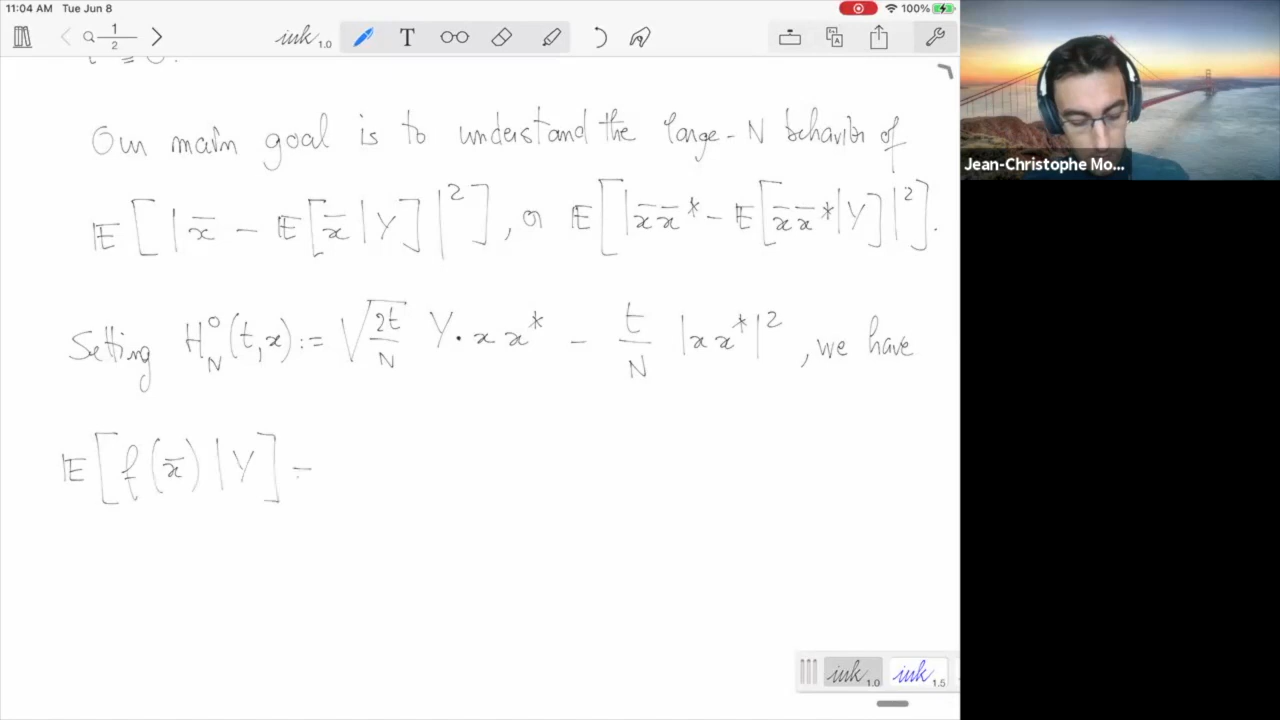 11:04 AM Tue Jun 8
100%
1
2
ink 1.0
T
Our main goal is to understand the large-N behavior of
𝔼[|x̄ − 𝔼[x̄|Y]|²], or 𝔼[|x̄x̄* − 𝔼[x̄x̄*|Y]|²].
Setting H_N^0(t,x) := √(2t/N) Y·xx* − t/N |xx*|², we have
𝔼[f(x̄)|Y] =
ink 1.0
ink 1.5
Jean-Christophe Mo...